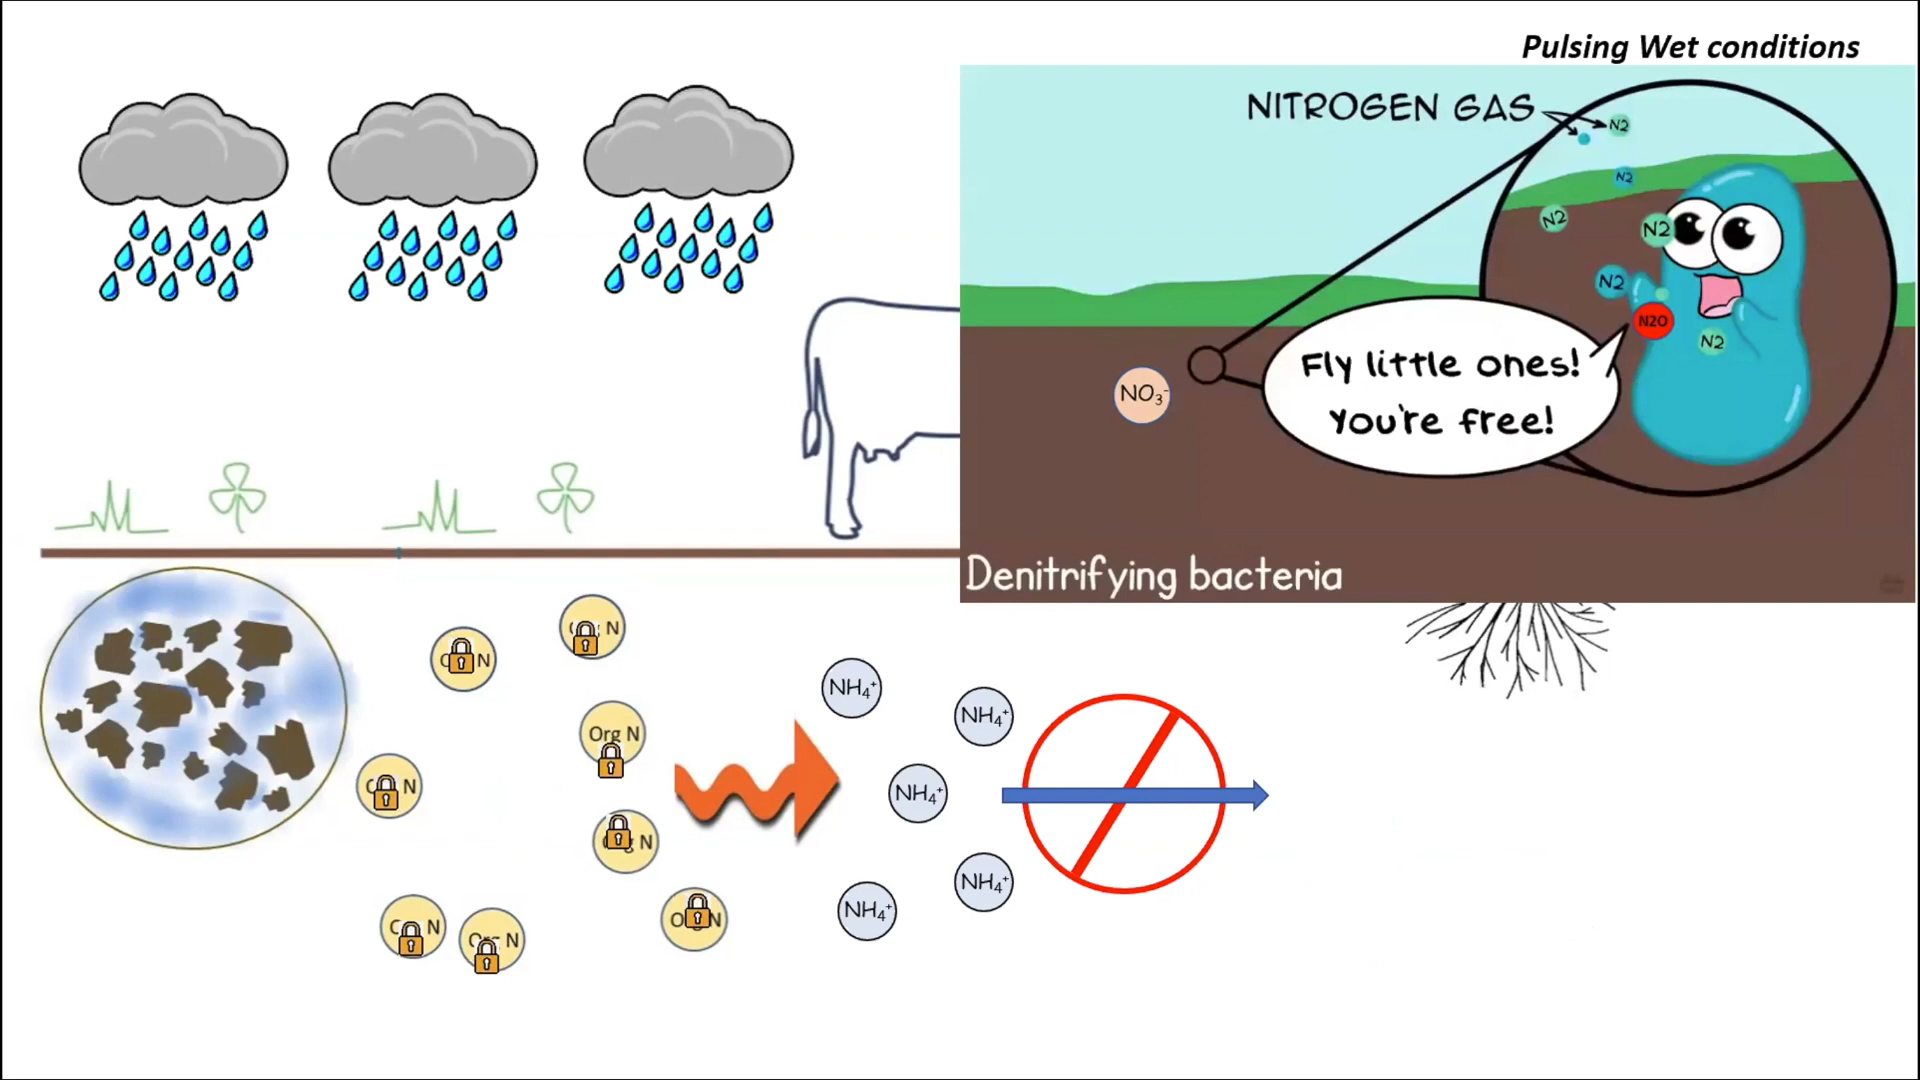 Pulsing Wet conditions
NITROGEN GAS
N2
N2
N2
N2
N2
N2O
N2
Fly little ones!
You're free!
NO₃⁻
Denitrifying bacteria
N
N
Org N
N
N
N
N
N
NH₄⁺
NH₄⁺
NH₄⁺
NH₄⁺
NH₄⁺